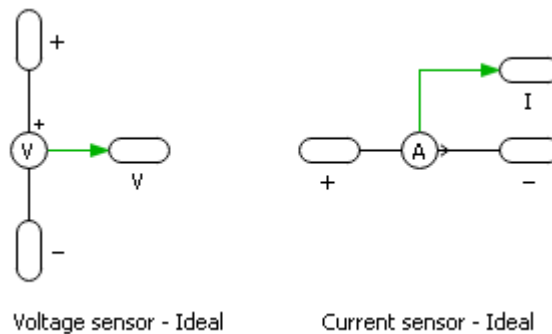 +
+
V
V
−
I
A
+
−
Voltage sensor - Ideal
Current sensor - Ideal